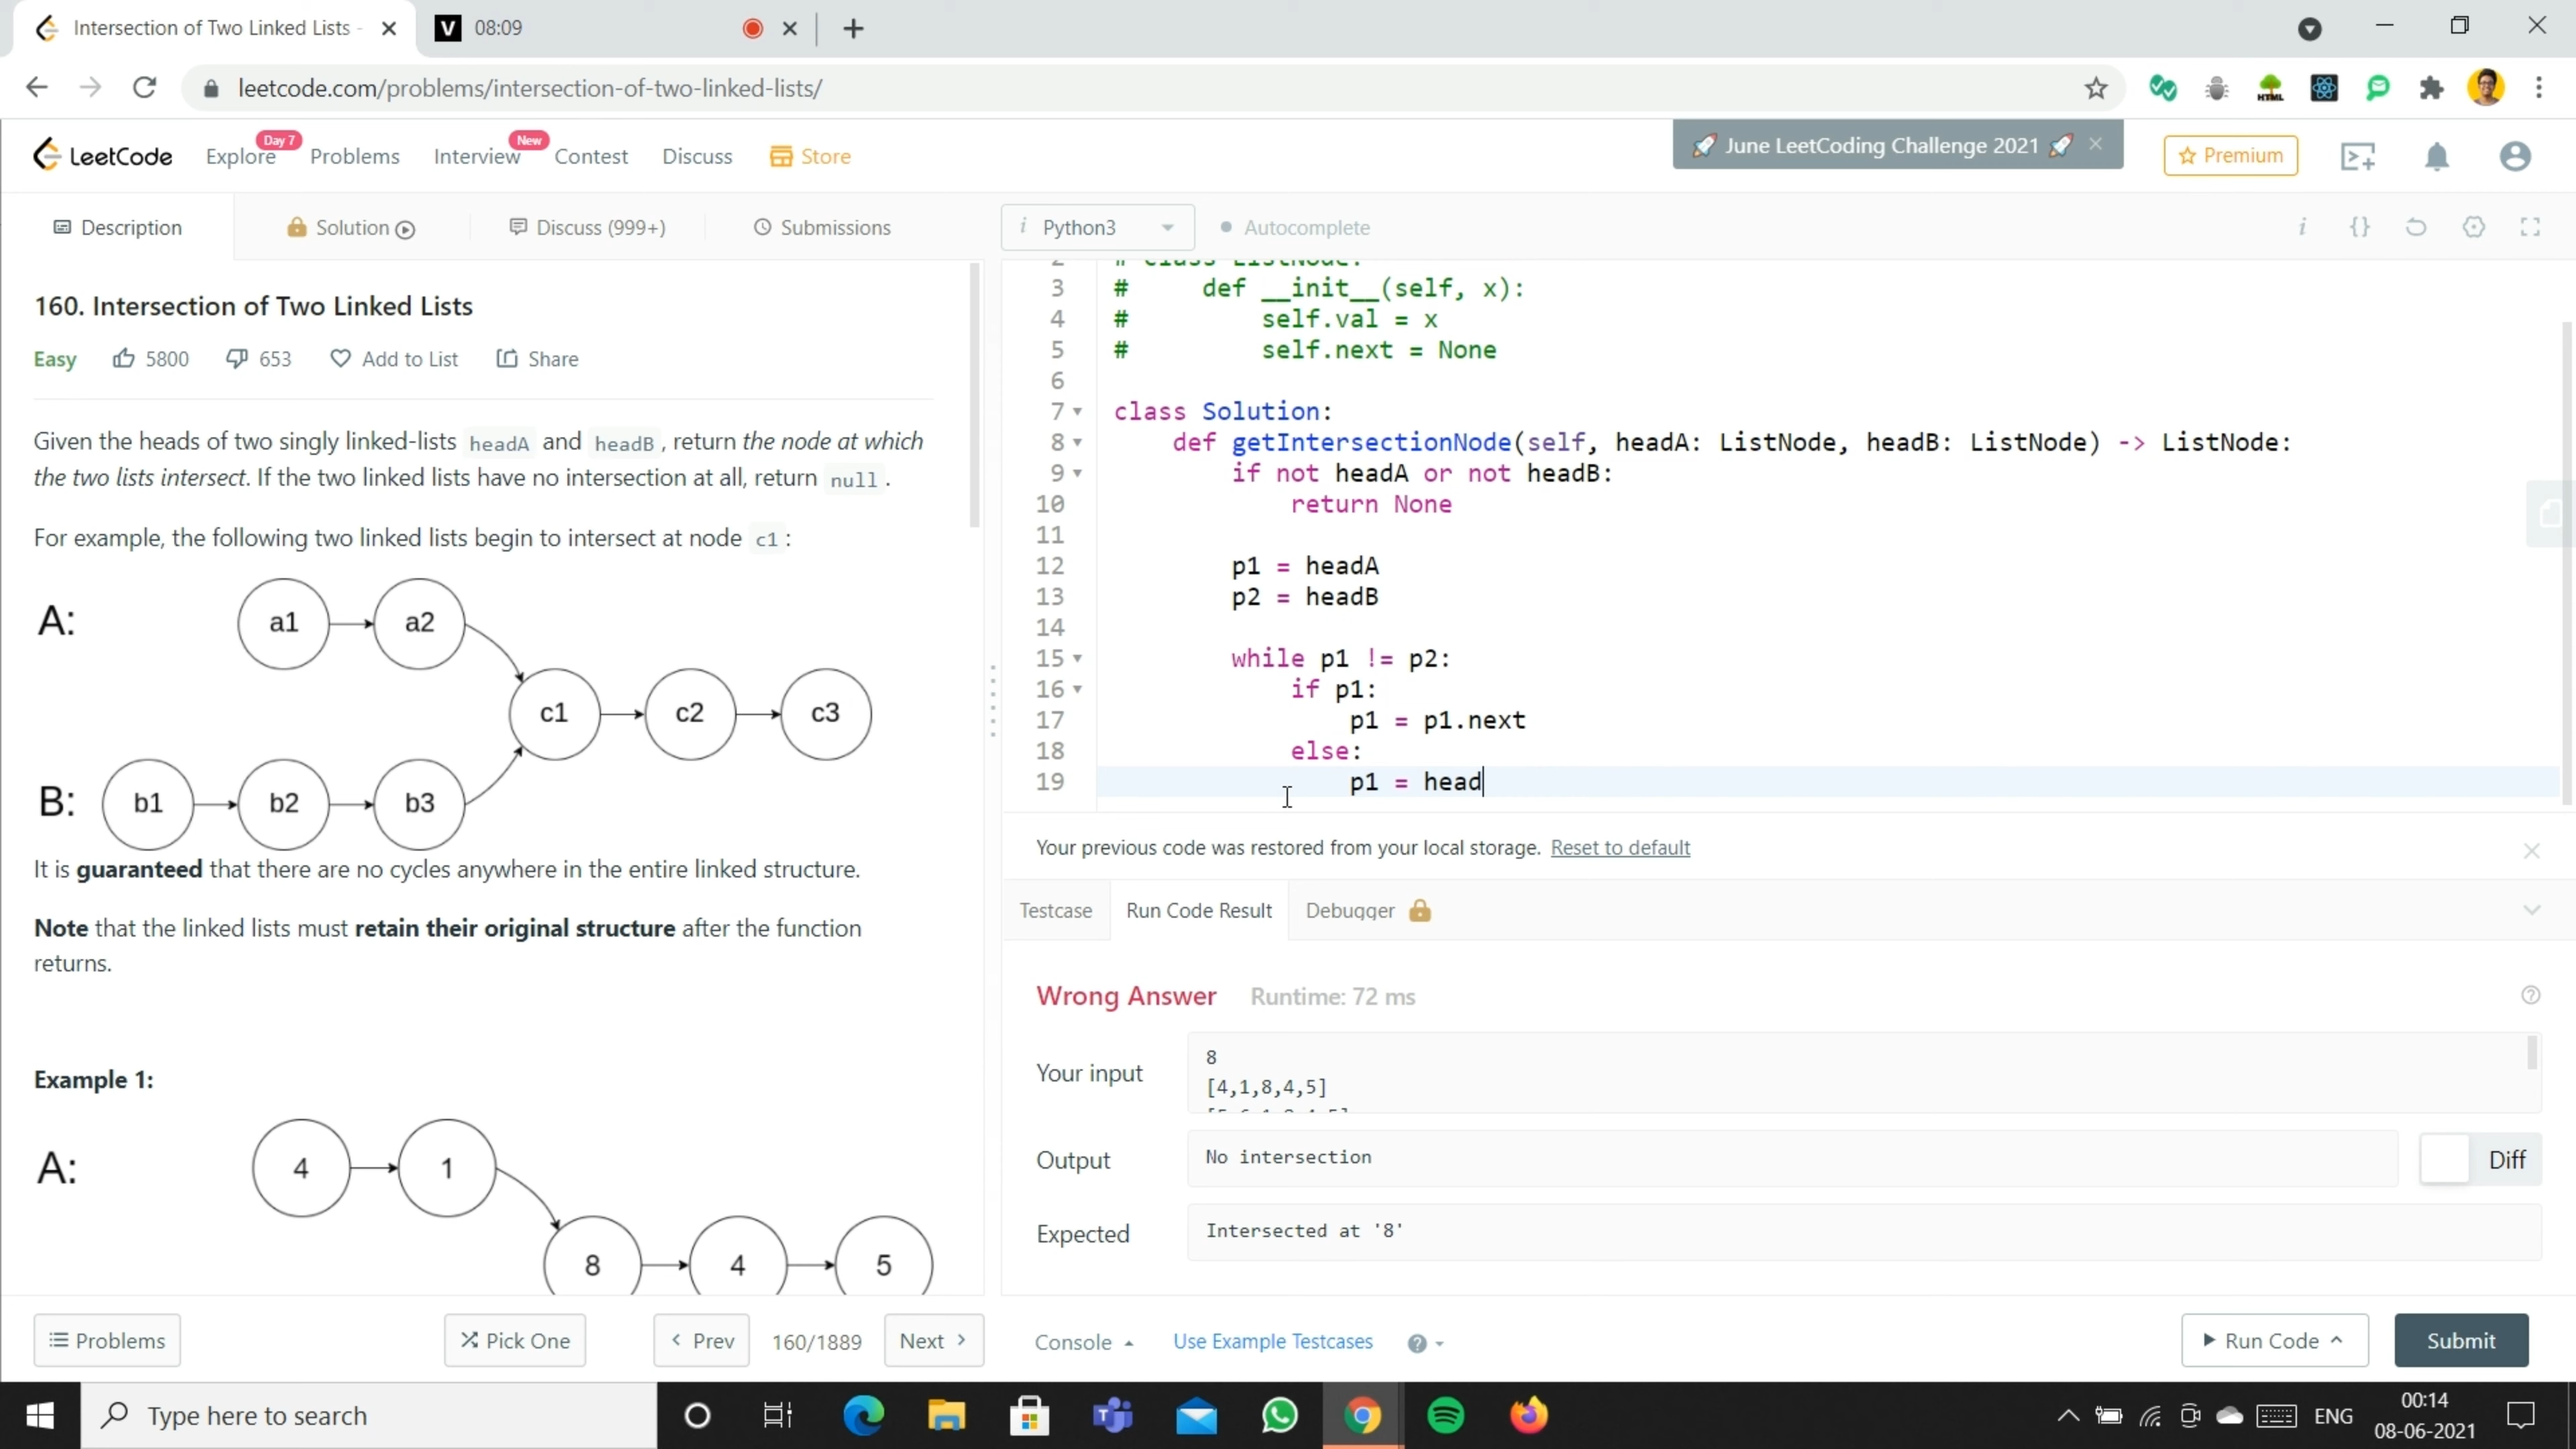 Intersection of Two Linked Lists -
V 08:09
leetcode.com/problems/intersection-of-two-linked-lists/
HTML
LeetCode Explore Day 7 Problems Interview New Contest Discuss Store
🚀 June LeetCoding Challenge 2021 🚀 ×
Premium
Description Solution Discuss (999+) Submissions
i Python3 Autocomplete
i {}
160. Intersection of Two Linked Lists
Easy 5800 653 Add to List Share
Given the heads of two singly linked-lists headA and headB , return the node at which
the two lists intersect. If the two linked lists have no intersection at all, return null .
For example, the following two linked lists begin to intersect at node c1 :
A: a1 a2
c1 c2 c3
B: b1 b2 b3
It is guaranteed that there are no cycles anywhere in the entire linked structure.
Note that the linked lists must retain their original structure after the function
returns.
Example 1:
A: 4 1
8 4 5
2 # class ListNode:
3 # def __init__(self, x):
4 # self.val = x
5 # self.next = None
6
7 class Solution:
8 def getIntersectionNode(self, headA: ListNode, headB: ListNode) -> ListNode:
9 if not headA or not headB:
10 return None
11
12 p1 = headA
13 p2 = headB
14
15 while p1 != p2:
16 if p1:
17 p1 = p1.next
18 else:
19 p1 = head
Your previous code was restored from your local storage. Reset to default
Testcase Run Code Result Debugger
Wrong Answer Runtime: 72 ms
Your input
8
[4,1,8,4,5]
Output No intersection Diff
Expected Intersected at '8'
Problems Pick One < Prev 160/1889 Next >
Console Use Example Testcases Run Code Submit
Type here to search
ENG
00:14
08-06-2021